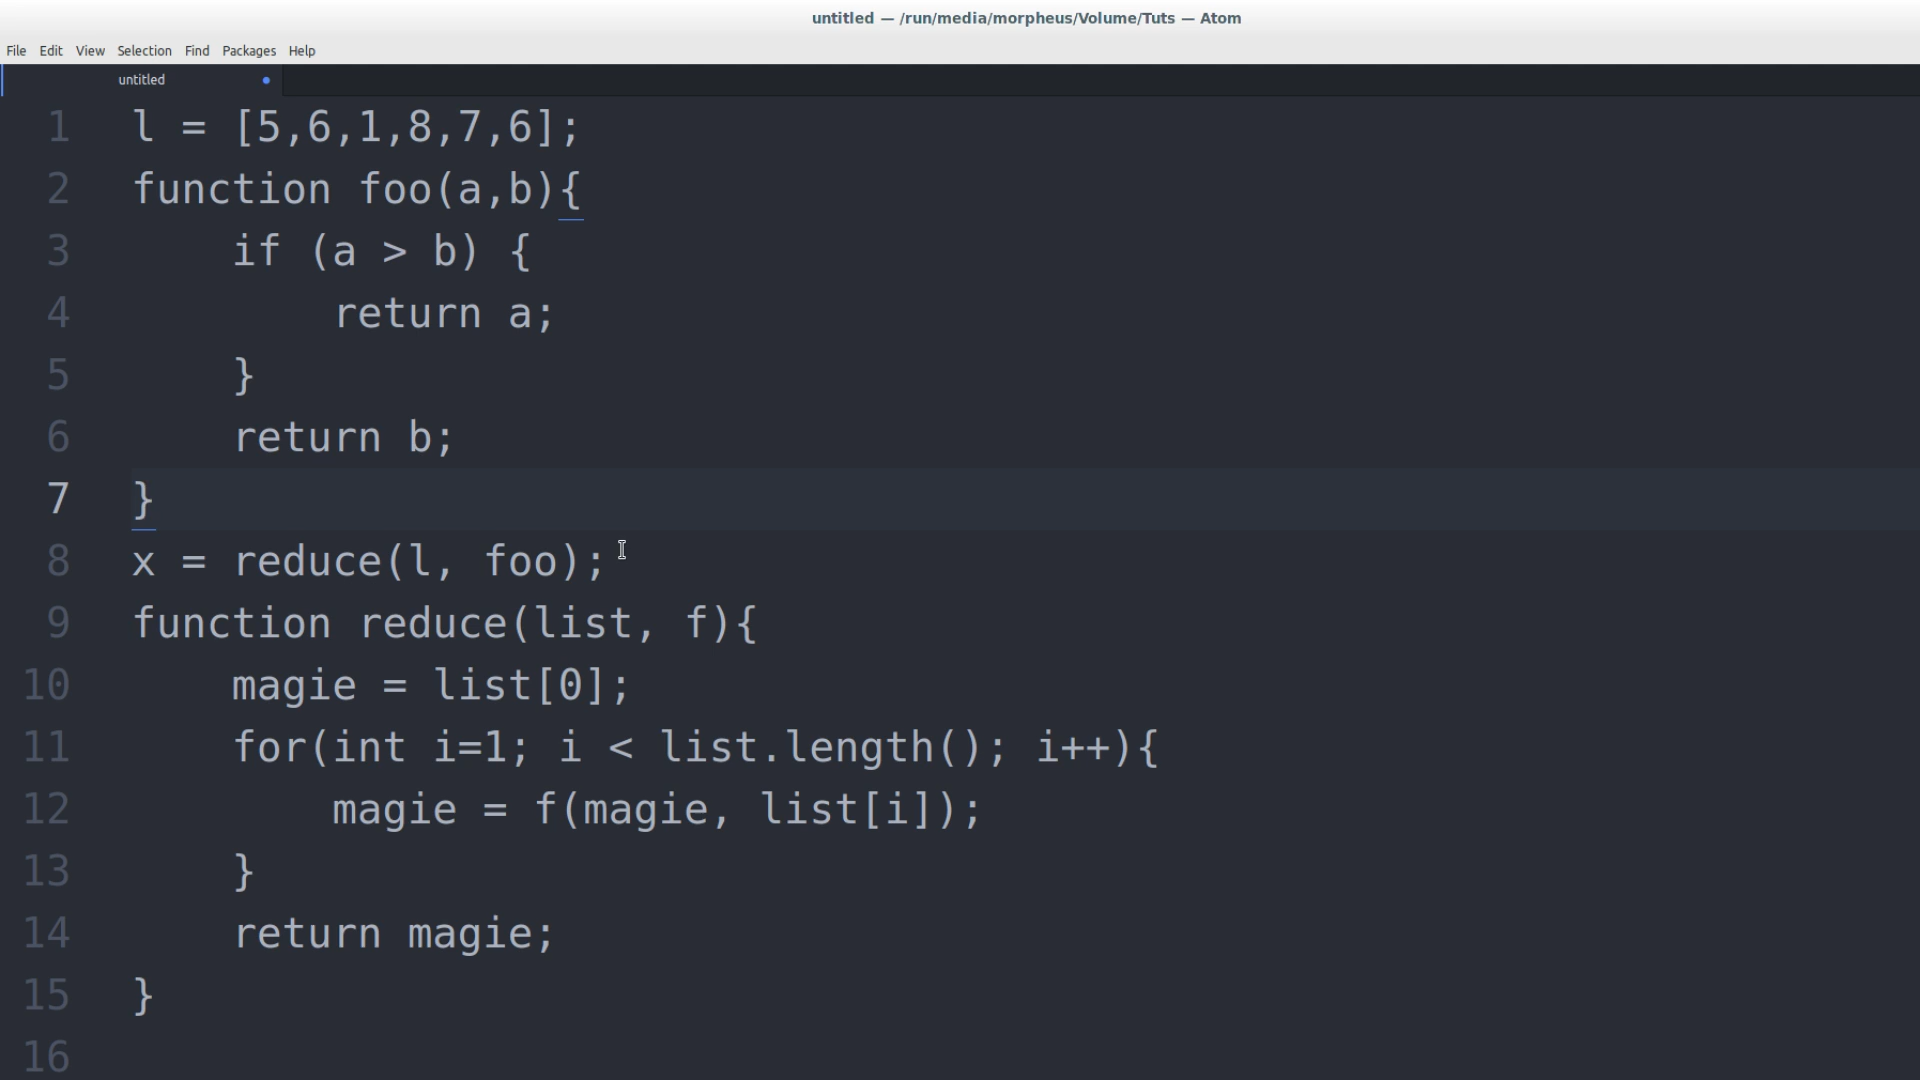 untitled — /run/media/morpheus/Volume/Tuts — Atom
File Edit View Selection Find Packages Help
untitled
1 l = [5,6,1,8,7,6];
2 function foo(a,b){
3     if (a > b) {
4         return a;
5     }
6     return b;
7 }
8 x = reduce(l, foo);
9 function reduce(list, f){
10     magie = list[0];
11     for(int i=1; i < list.length(); i++){
12         magie = f(magie, list[i]);
13     }
14     return magie;
15 }
16